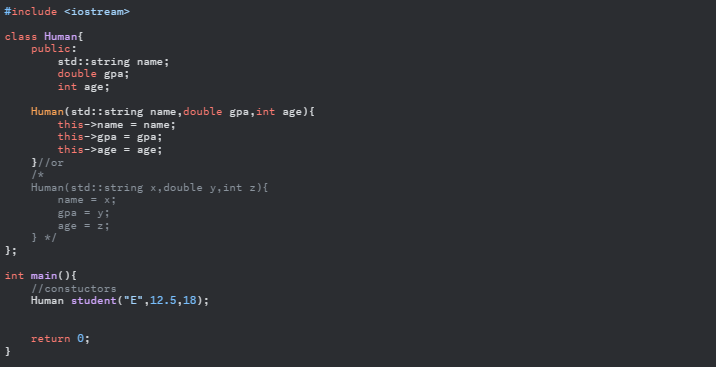 #include <iostream>
class Human{
public:
std::string name;
double gpa;
int age;
Human(std::string name,double gpa,int age){
this->name = name;
this->gpa = gpa;
this->age = age;
}//or
/*
Human(std::string x,double y,int z){
name = x;
gpa = y;
age = z;
} */
};
int main(){
//constuctors
Human student("E",12.5,18);
return 0;
}